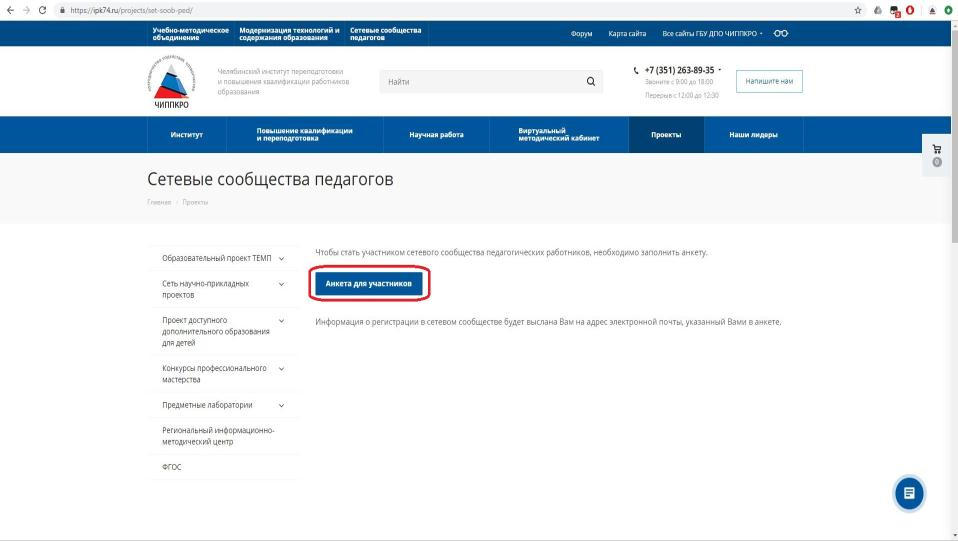 https://ipk74.ru/projects/set-soob-ped/
2
Учебно-методическое
объединение
Модернизация технологий и
содержания образования
Сетевые сообщества
педагогов
Форум
Карта сайта
Все сайты ГБУ ДПО ЧИППКРО
ЧИППКРО
Челябинский институт переподготовки
и повышения квалификации работников
образования
Найти
+7 (351) 263-89-35
Звоните с 9:00 до 18:00
Перерыв с 12:00 до 12:30
Напишите нам
Институт
Повышение квалификации
и переподготовка
Научная работа
Виртуальный
методический кабинет
Проекты
Наши лидеры
0
Сетевые сообщества педагогов
Главная / Проекты
Образовательный проект ТЕМП
Сеть научно-прикладных
проектов
Проект доступного
дополнительного образования
для детей
Конкурсы профессионального
мастерства
Предметные лаборатории
Региональный информационно-
методический центр
ФГОС
Чтобы стать участником сетевого сообщества педагогических работников, необходимо заполнить анкету.
Анкета для участников
Информация о регистрации в сетевом сообществе будет выслана Вам на адрес электронной почты, указанный Вами в анкете.